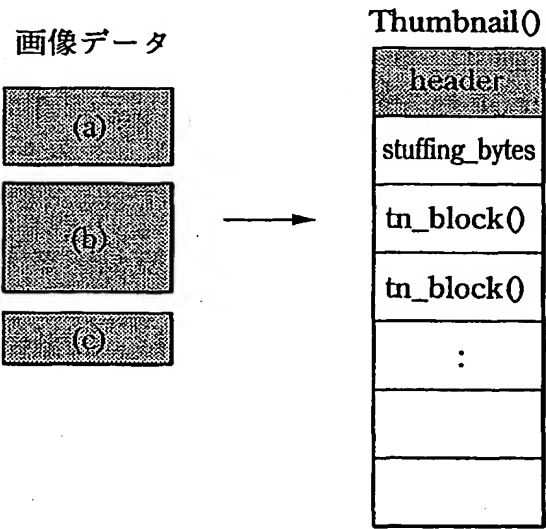 画像データ
(a)
(b)
(c)
Thumbnail()
header
stuffing_bytes
tn_block()
tn_block()
: